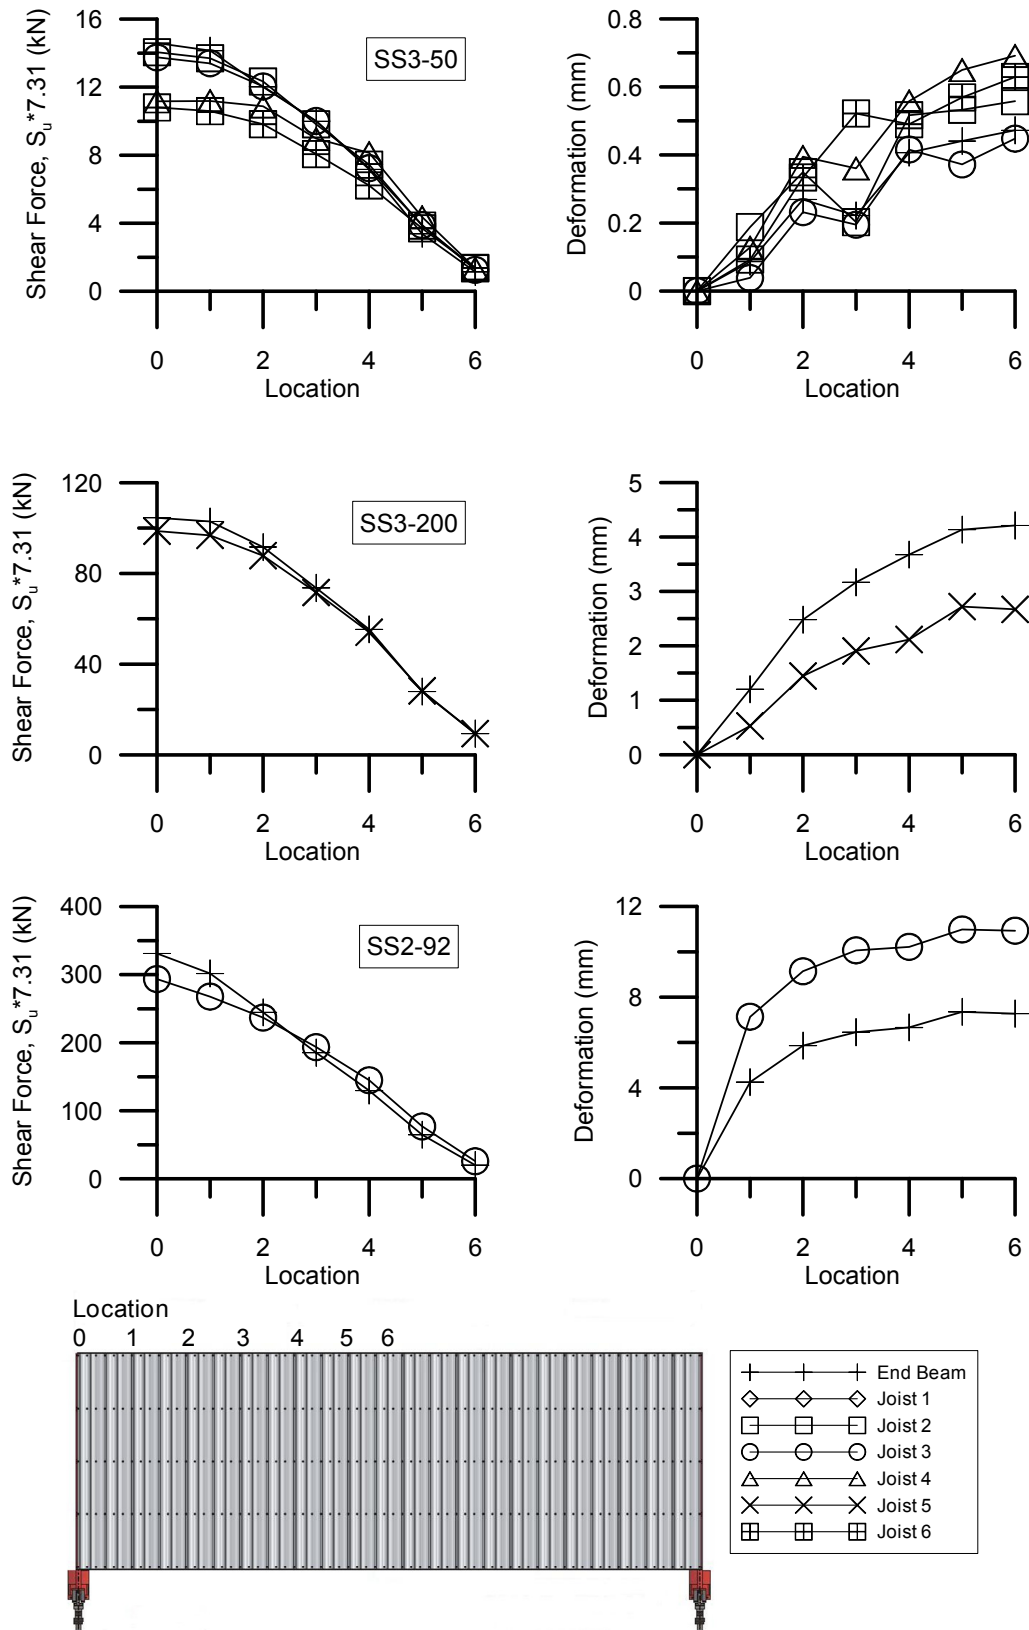 Shear Force, Su*7.31 (kN)
16
12
8
4
0
SS3-50
0 2 4 6
Location
Deformation (mm)
0.8
0.6
0.4
0.2
0
0 2 4 6
Location
Shear Force, Su*7.31 (kN)
120
80
40
0
SS3-200
0 2 4 6
Location
Deformation (mm)
5
4
3
2
1
0
0 2 4 6
Location
Shear Force, Su*7.31 (kN)
400
300
200
100
0
SS2-92
0 2 4 6
Location
Deformation (mm)
12
8
4
0
0 2 4 6
Location
Location
0 1 2 3 4 5 6
End Beam
Joist 1
Joist 2
Joist 3
Joist 4
Joist 5
Joist 6